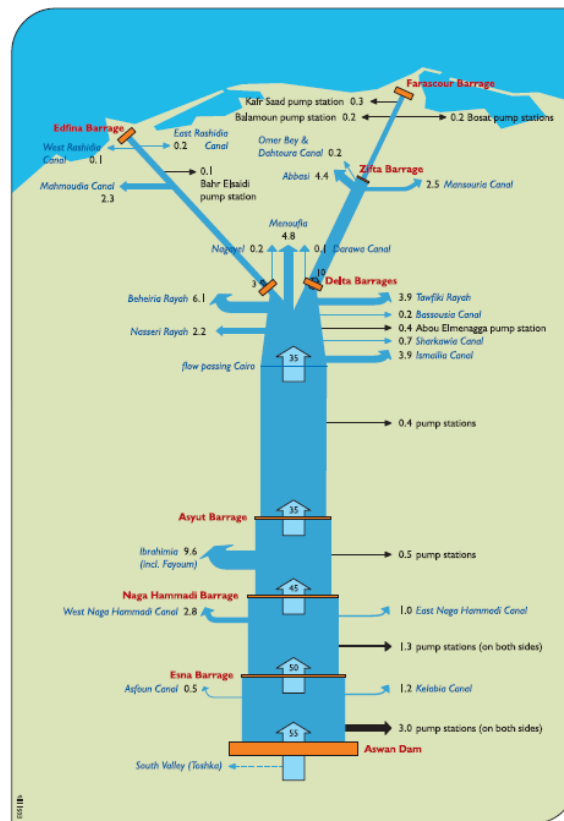 Farascour Barrage
Kafr Saad pump station 0.3
Balamoun pump station 0.2
0.2 Bosat pump stations
Edfina Barrage
East Rashidia
0.2 Canal
West Rashidia
Canal 0.1
Omer Bey &
Dahtoura Canal 0.2
Zifta Barrage
0.1
Bahr Elsaidi
pump station
Abbasi 4.4
2.5 Mansouria Canal
Mahmoudia Canal
2.3
Menoufia
4.8
Nagayel 0.2
0.1 Darawa Canal
3
10
Delta Barrages
Beheiria Rayah 6.1
3.9 Tawfiki Rayah
0.2 Bassousia Canal
Nasseri Rayah 2.2
0.4 Abou Elmenagga pump station
0.7 Sharkawia Canal
35
3.9 Ismailia Canal
flow passing Cairo
0.4 pump stations
35
Asyut Barrage
Ibrahimia 9.6
(incl. Fayoum)
0.5 pump stations
45
Naga Hammadi Barrage
West Naga Hammadi Canal 2.8
1.0 East Naga Hammadi Canal
1.3 pump stations (on both sides)
50
Esna Barrage
Asfoun Canal 0.5
1.2 Kelabia Canal
55
3.0 pump stations (on both sides)
Aswan Dam
South Valley (Toshka)